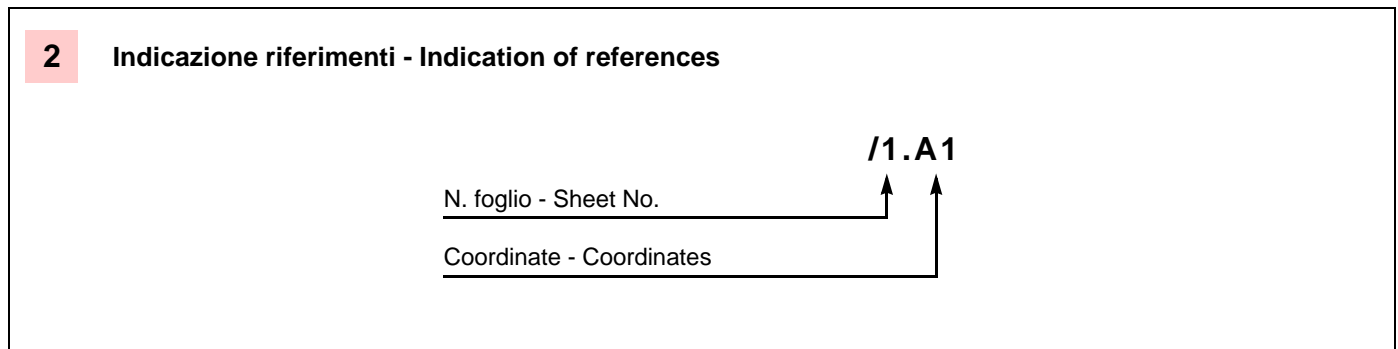 2
Indicazione riferimenti - Indication of references
/1.A1
N. foglio - Sheet No.
Coordinate - Coordinates